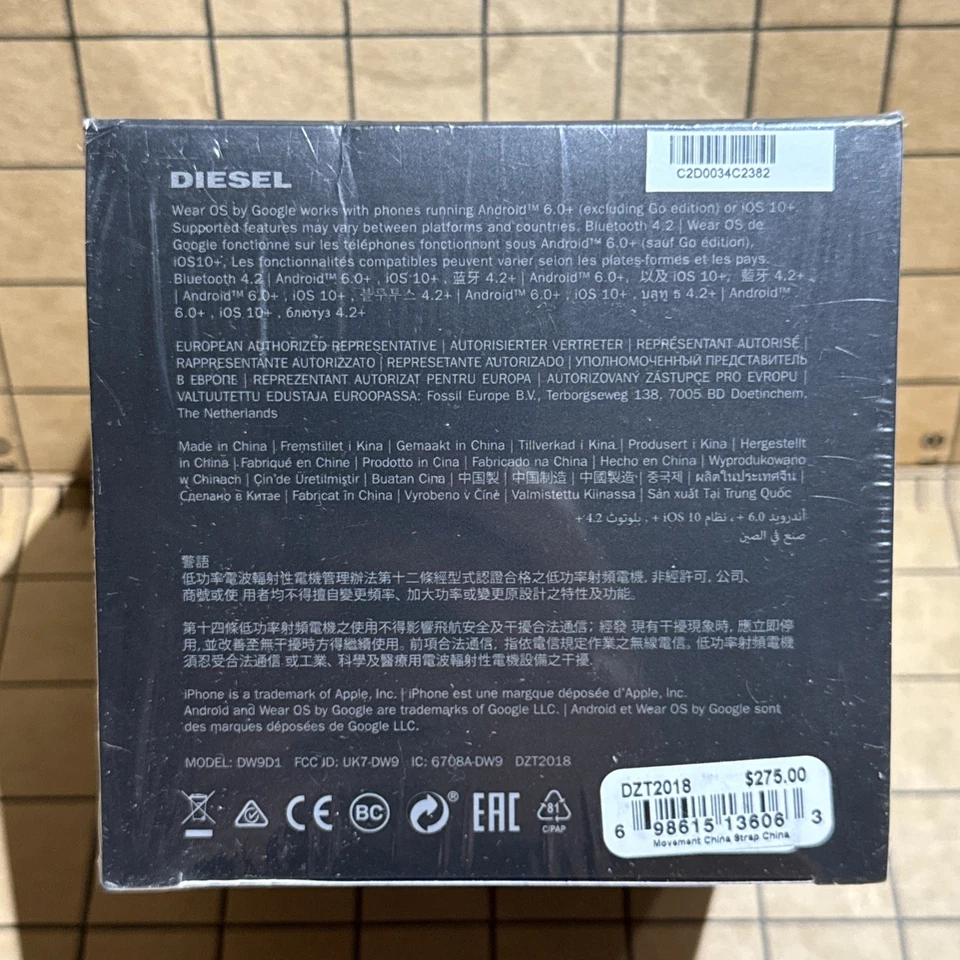 C2D0034C2382
DIESEL
Wear OS by Google works with phones running Android™ 6.0+ (excluding Go edition) or iOS 10+.
Supported features may vary between platforms and countries. Bluetooth 4.2 | Wear OS de
Google fonctionne sur les téléphones fonctionnant sous Android™ 6.0+ (sauf Go édition),
iOS10+, Les fonctionnalités compatibles peuvent varier selon les plates-formes et les pays.
Bluetooth 4.2 | Android™ 6.0+ , iOS 10+, 蓝牙 4.2+ | Android™ 6.0+, 以及 iOS 10+, 藍牙 4.2+
| Android™ 6.0+ , iOS 10+ , 블루투스 4.2+ | Android™ 6.0+ , iOS 10+ , บลูทู ธ 4.2+ | Android™
6.0+ , iOS 10+ , блютуз 4.2+
EUROPEAN AUTHORIZED REPRESENTATIVE | AUTORISIERTER VERTRETER | REPRÉSENTANT AUTORISÉ |
RAPPRESENTANTE AUTORIZZATO | REPRESETANTE AUTORIZADO | УПОЛНОМОЧЕННЫЙ ПРЕДСТАВИТЕЛЬ
В ЕВРОПЕ | REPREZENTANT AUTORIZAT PENTRU EUROPA | AUTORIZOVANÝ ZÁSTUPCE PRO EVROPU |
VALTUUTETTU EDUSTAJA EUROOPASSA: Fossil Europe B.V., Terborgseweg 138, 7005 BD Doetinchem,
The Netherlands
Made in China | Fremstillet i Kina | Gemaakt in China | Tillverkad i Kina | Produsert i Kina | Hergestellt
in China | Fabriqué en Chine | Prodotto in Cina | Fabricado na China | Hecho en China | Wyprodukowano
w Chinach | Çin'de Üretilmiştir | Buatan Cina | 中国製 | 中国制造 | 中國製造 | 중국제 | ผลิตในประเทศจีน |
Сделано в Китае | Fabricat în China | Vyrobeno v Číně | Valmistettu Kiinassa | Sản xuất Tại Trung Quốc
أندرويد 6.0 + ، نظام iOS 10 + ، بلوتوث 4.2 +
صنع في الصين
警語
低功率電波輻射性電機管理辦法第十二條經型式認證合格之低功率射頻電機, 非經許可, 公司、
商號或使 用者均不得擅自變更頻率、加大功率或變更原設計之特性及功能。
第十四條低功率射頻電機之使用不得影響飛航安全及干擾合法通信; 經發 現有干擾現象時, 應立即停
用, 並改善至無干擾時方得繼續使用。前項合法通信, 指依電信規定作業之無線電信。低功率射頻電機
須忍受合法通信 或工業、科學及醫療用電波輻射性電機設備之干擾.
iPhone is a trademark of Apple, Inc. | iPhone est une margque déposée d'Apple, Inc.
Android and Wear OS by Google are trademarks of Google LLC. | Android et Wear OS by Google sont
des marques déposées de Google LLC.
MODEL: DW9D1 FCC ID: UK7-DW9 IC: 6708A-DW9 DZT2018
CE BC ® EAC 81
C/PAP
DZT2018 $275.00
6 98615 13606 3
Movement China Strap China